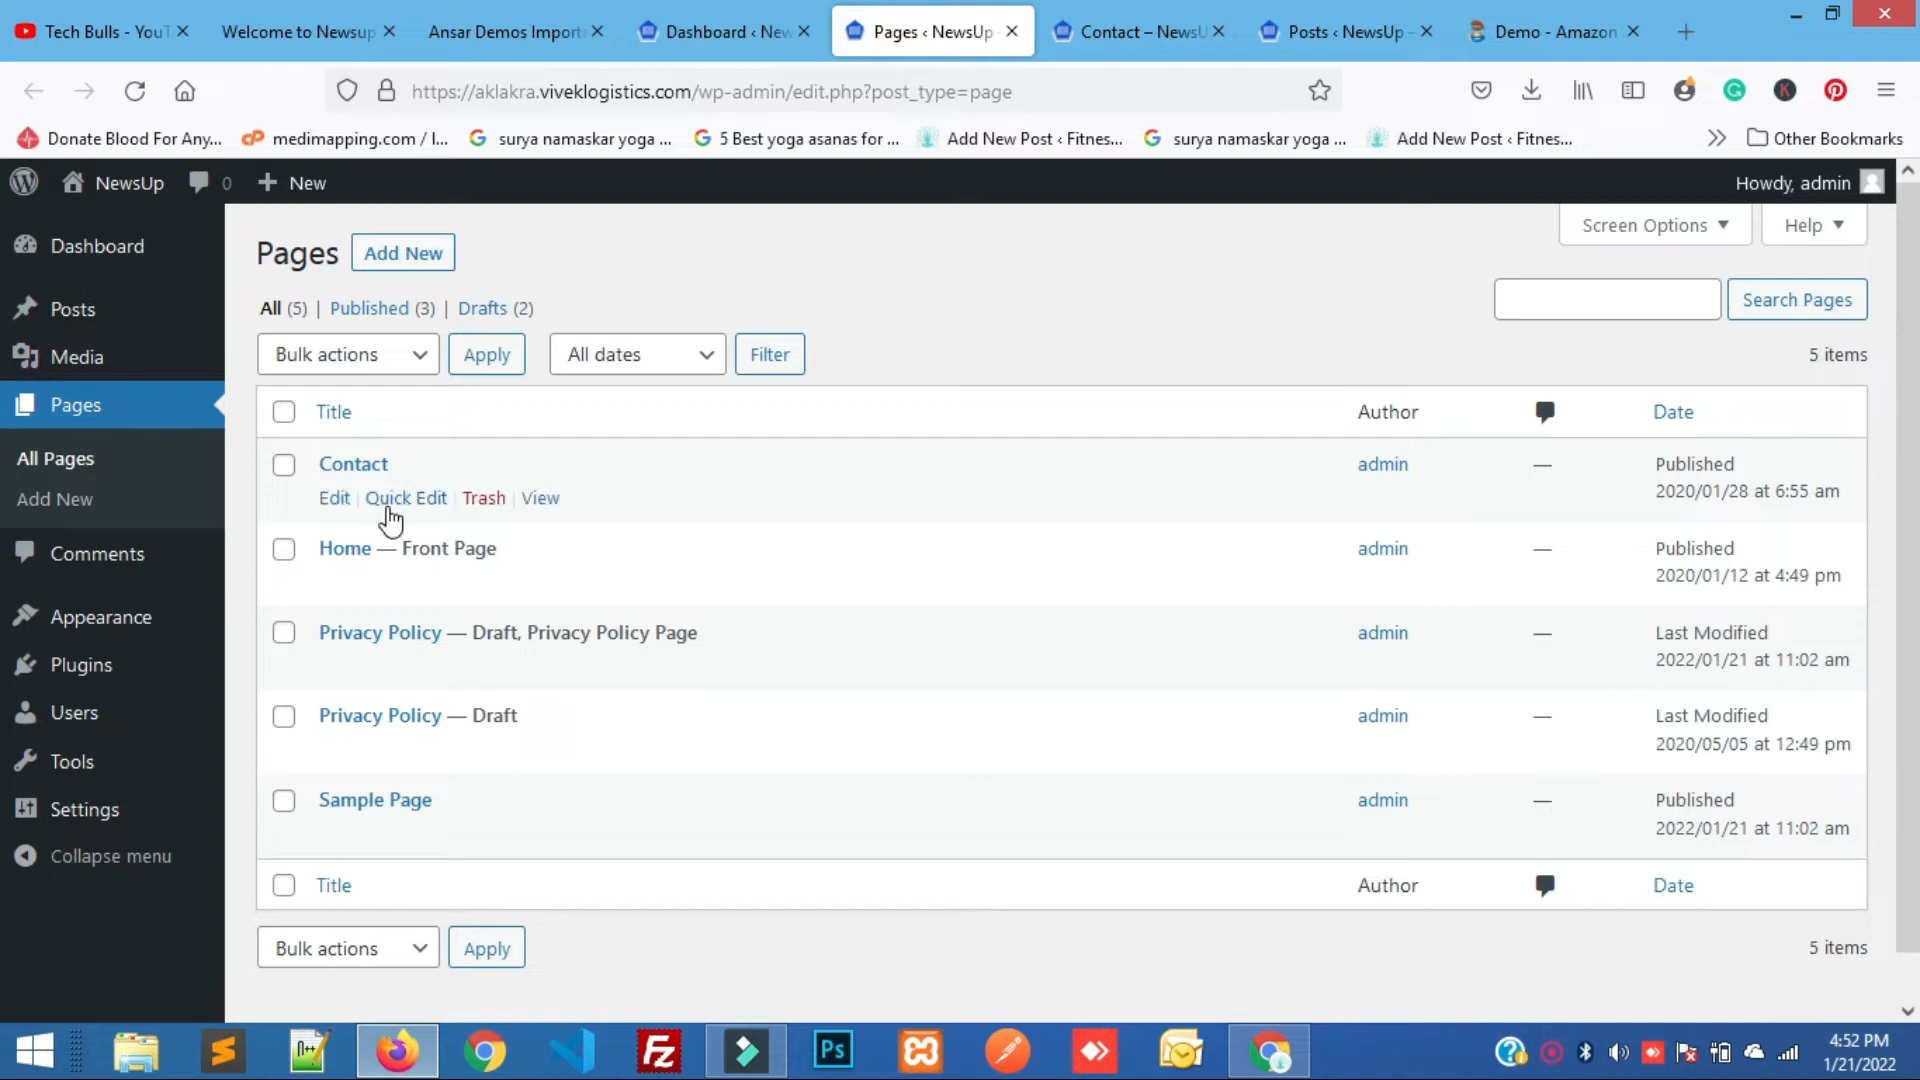 Tech Bulls - YouT
Welcome to Newsup
Ansar Demos Import
Dashboard ‹ New
Pages ‹ NewsUp
Contact – NewsU
Posts ‹ NewsUp –
Demo - Amazon
https://aklakra.viveklogistics.com/wp-admin/edit.php?post_type=page
Donate Blood For Any...
medimapping.com / l...
surya namaskar yoga ...
5 Best yoga asanas for ...
Add New Post ‹ Fitnes...
surya namaskar yoga ...
Add New Post ‹ Fitnes...
Other Bookmarks
NewsUp
0
New
Howdy, admin
Dashboard
Posts
Media
Pages
All Pages
Add New
Comments
Appearance
Plugins
Users
Tools
Settings
Collapse menu
Screen Options
Help
Pages
Add New
All (5) | Published (3) | Drafts (2)
Search Pages
Bulk actions
Apply
All dates
Filter
5 items
Title
Author
Date
Contact
admin
—
Published
2020/01/28 at 6:55 am
Edit | Quick Edit | Trash | View
Home — Front Page
admin
—
Published
2020/01/12 at 4:49 pm
Privacy Policy — Draft, Privacy Policy Page
admin
—
Last Modified
2022/01/21 at 11:02 am
Privacy Policy — Draft
admin
—
Last Modified
2020/05/05 at 12:49 pm
Sample Page
admin
—
Published
2022/01/21 at 11:02 am
Title
Author
Date
Bulk actions
Apply
5 items
Ps
4:52 PM
1/21/2022